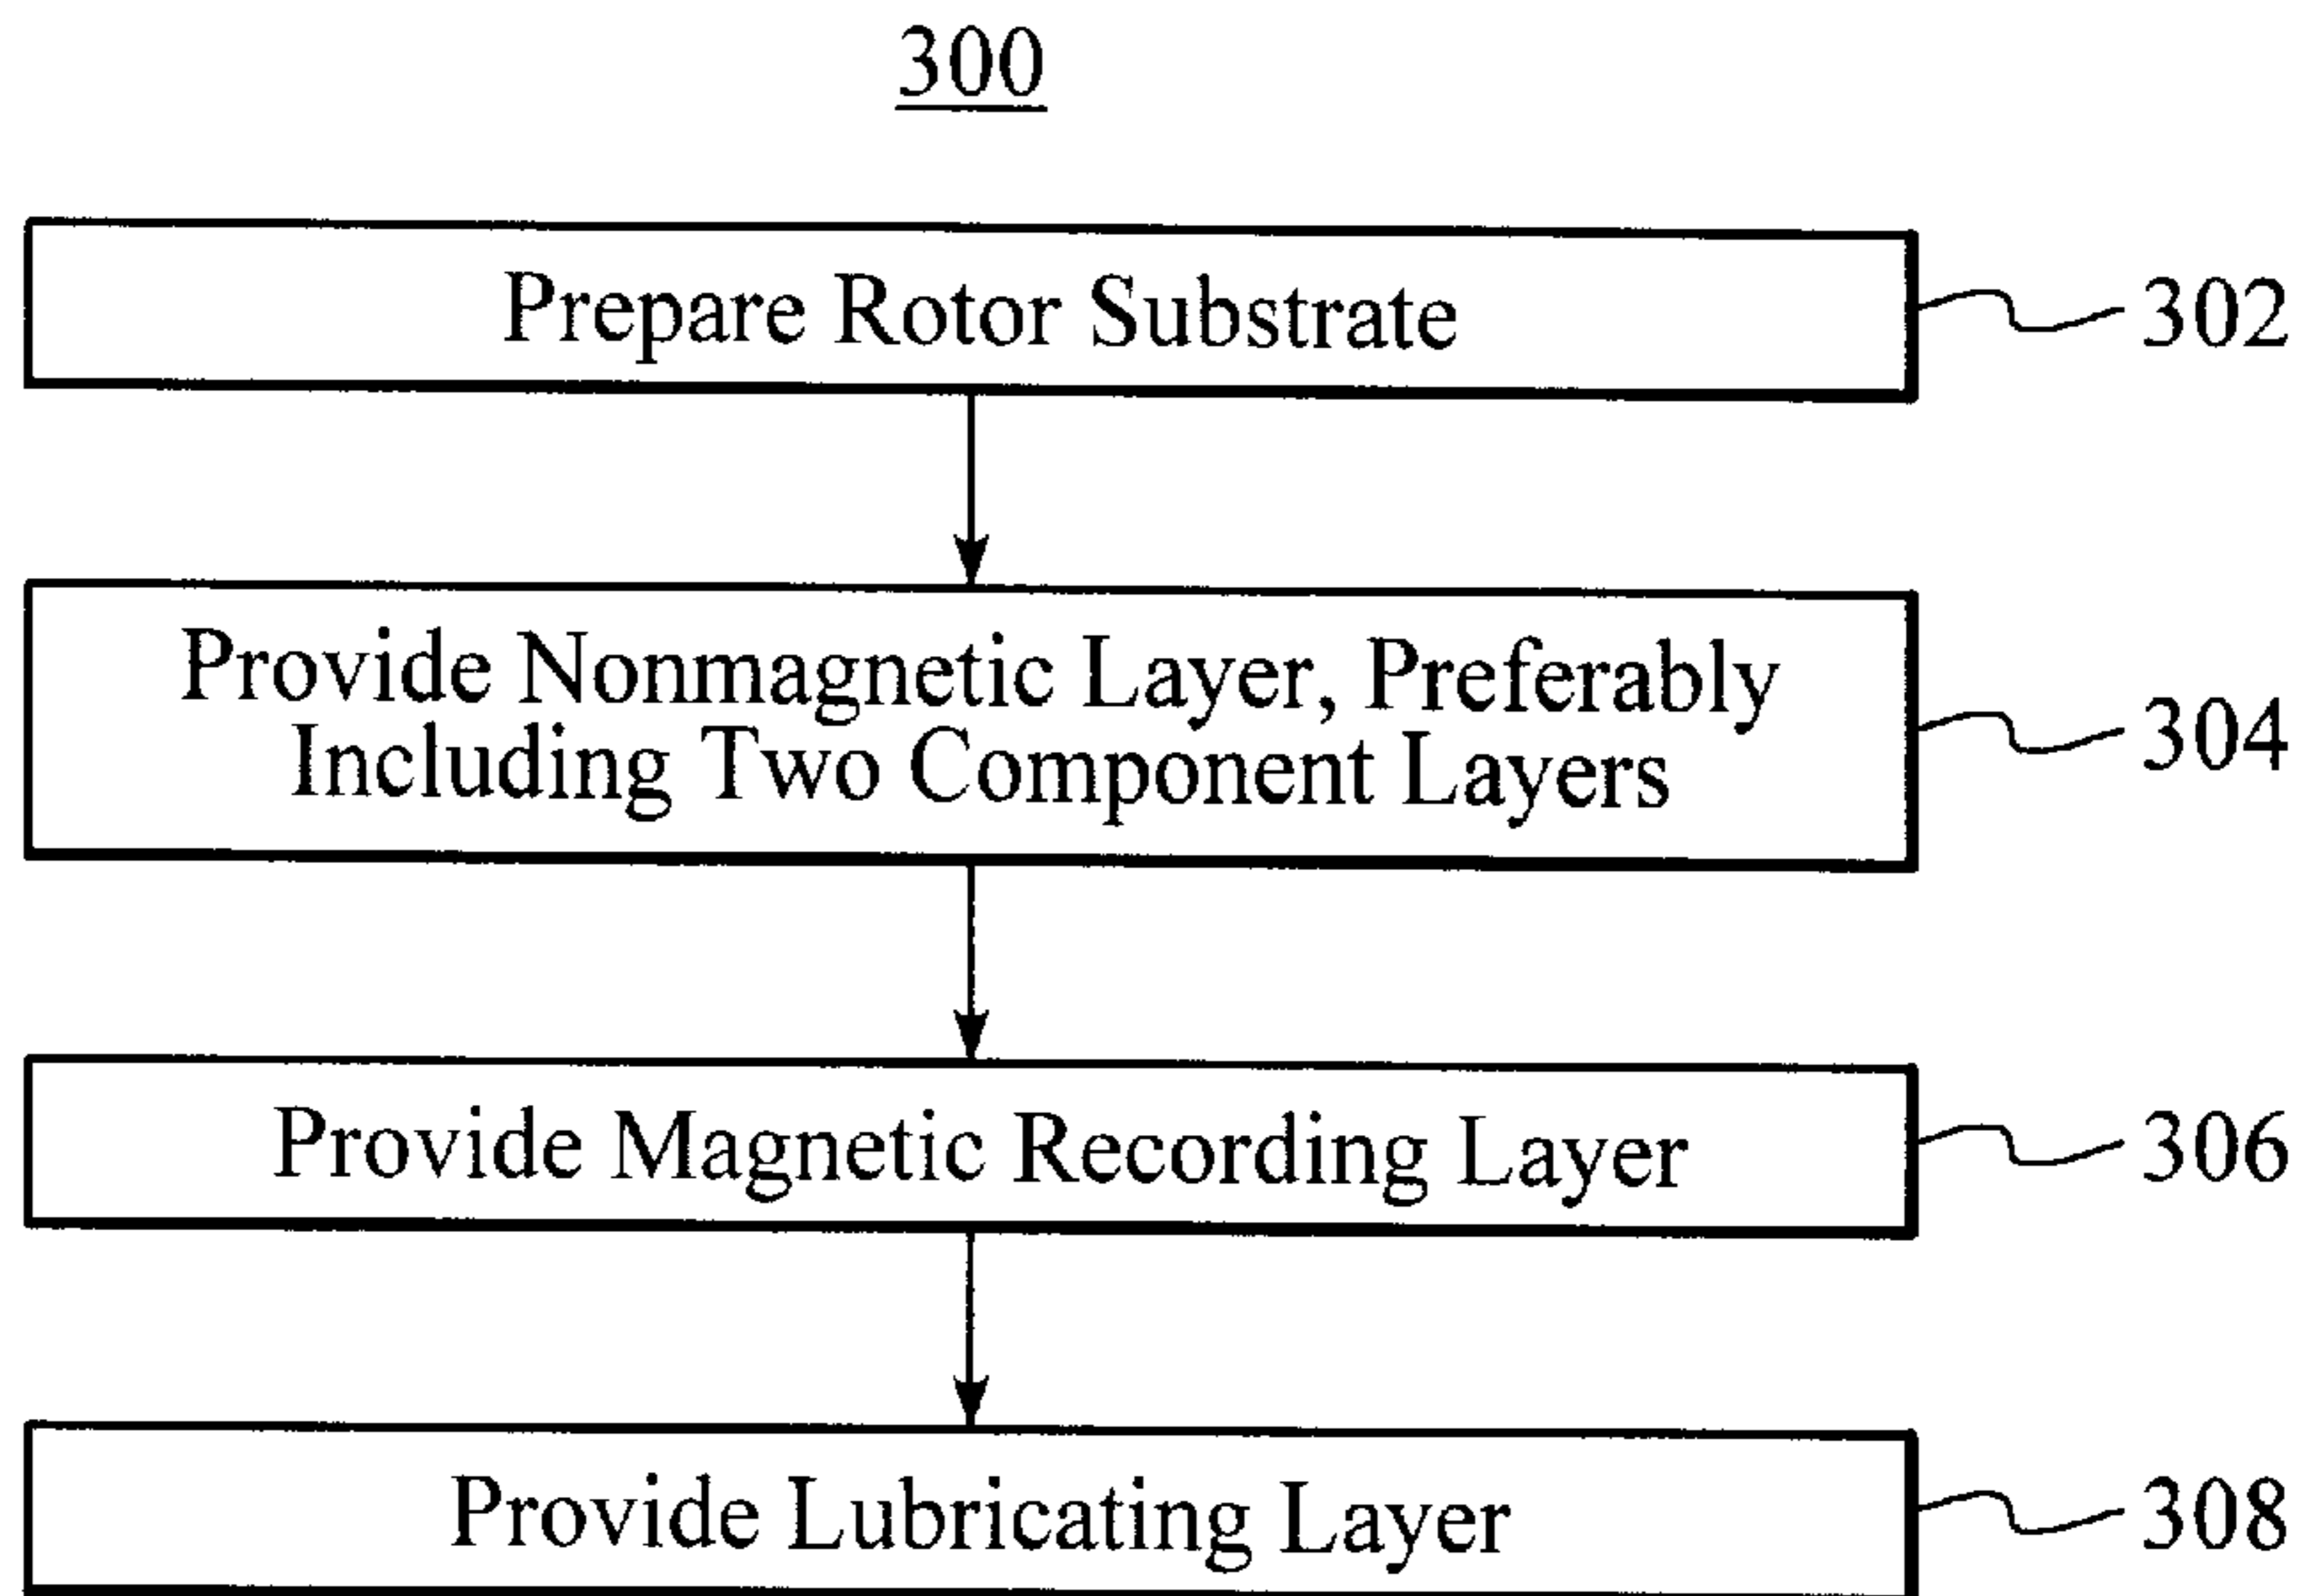 300
Prepare Rotor Substrate
302
Provide Nonmagnetic Layer, Preferably
Including Two Component Layers
304
Provide Magnetic Recording Layer
306
Provide Lubricating Layer
308